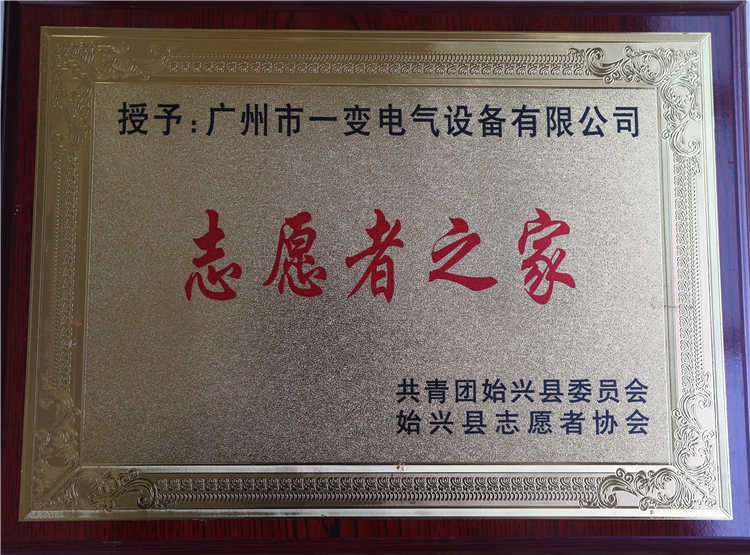 授予:广州市一变电气设备有限公司
志愿者之家
共青团始兴县委员会
始兴县志愿者协会